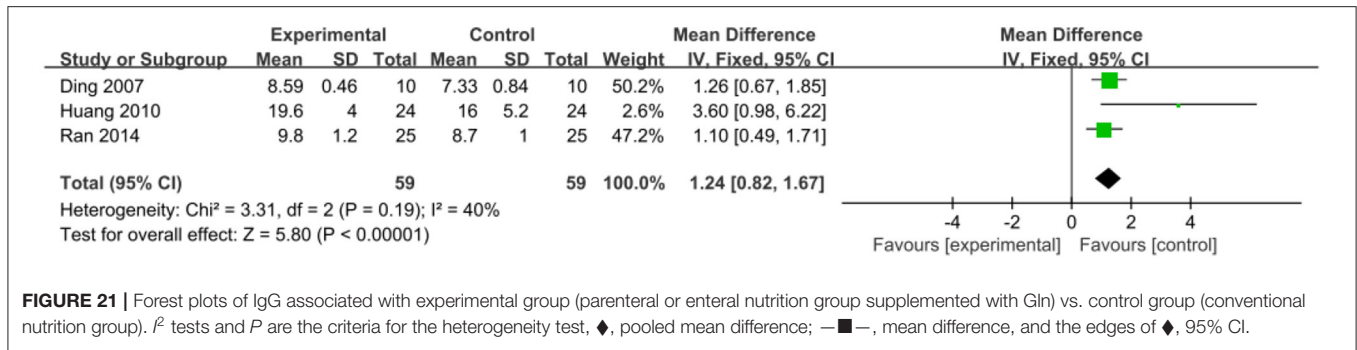 Experimental Control Mean Difference Mean Difference
Study or Subgroup Mean SD Total Mean SD Total Weight IV, Fixed, 95% CI IV, Fixed, 95% CI
Ding 2007 8.59 0.46 10 7.33 0.84 10 50.2% 1.26 [0.67, 1.85]
Huang 2010 19.6 4 24 16 5.2 24 2.6% 3.60 [0.98, 6.22]
Ran 2014 9.8 1.2 25 8.7 1 25 47.2% 1.10 [0.49, 1.71]
Total (95% CI) 59 59 100.0% 1.24 [0.82, 1.67]
Heterogeneity: Chi² = 3.31, df = 2 (P = 0.19); I² = 40%
Test for overall effect: Z = 5.80 (P < 0.00001)
-4 -2 0 2 4
Favours [experimental] Favours [control]
FIGURE 21 | Forest plots of IgG associated with experimental group (parenteral or enteral nutrition group supplemented with Gln) vs. control group (conventional
nutrition group). I² tests and P are the criteria for the heterogeneity test, ♦, pooled mean difference; —■—, mean difference, and the edges of ♦, 95% CI.